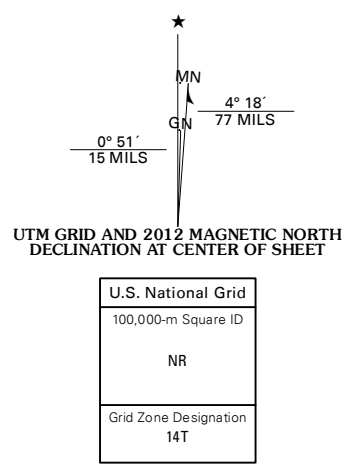 ★
MN
4° 18´
77 MILS
GN
0° 51´
15 MILS
UTM GRID AND 2012 MAGNETIC NORTH
DECLINATION AT CENTER OF SHEET
U.S. National Grid
100,000-m Square ID
NR
Grid Zone Designation
14T